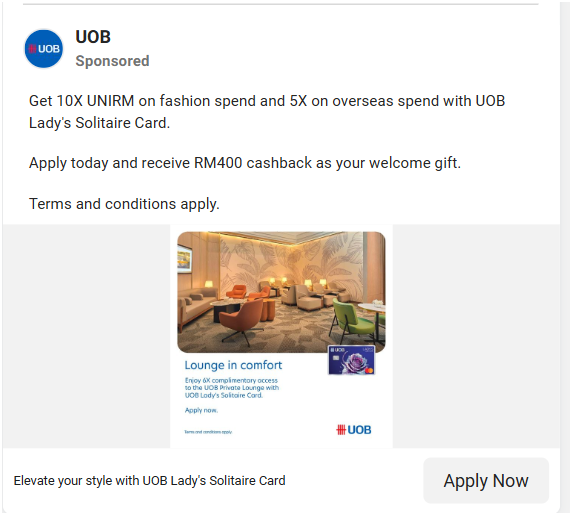 UOB
UOB
Sponsored
Get 10X UNIRM on fashion spend and 5X on overseas spend with UOB
Lady's Solitaire Card.
Apply today and receive RM400 cashback as your welcome gift.
Terms and conditions apply.
UOB
Lounge in comfort
Enjoy 6X complimentary access
to the UOB Private Lounge with
UOB Lady's Solitaire Card.
Apply now.
Terms and conditions apply.
UOB
Elevate your style with UOB Lady's Solitaire Card
Apply Now